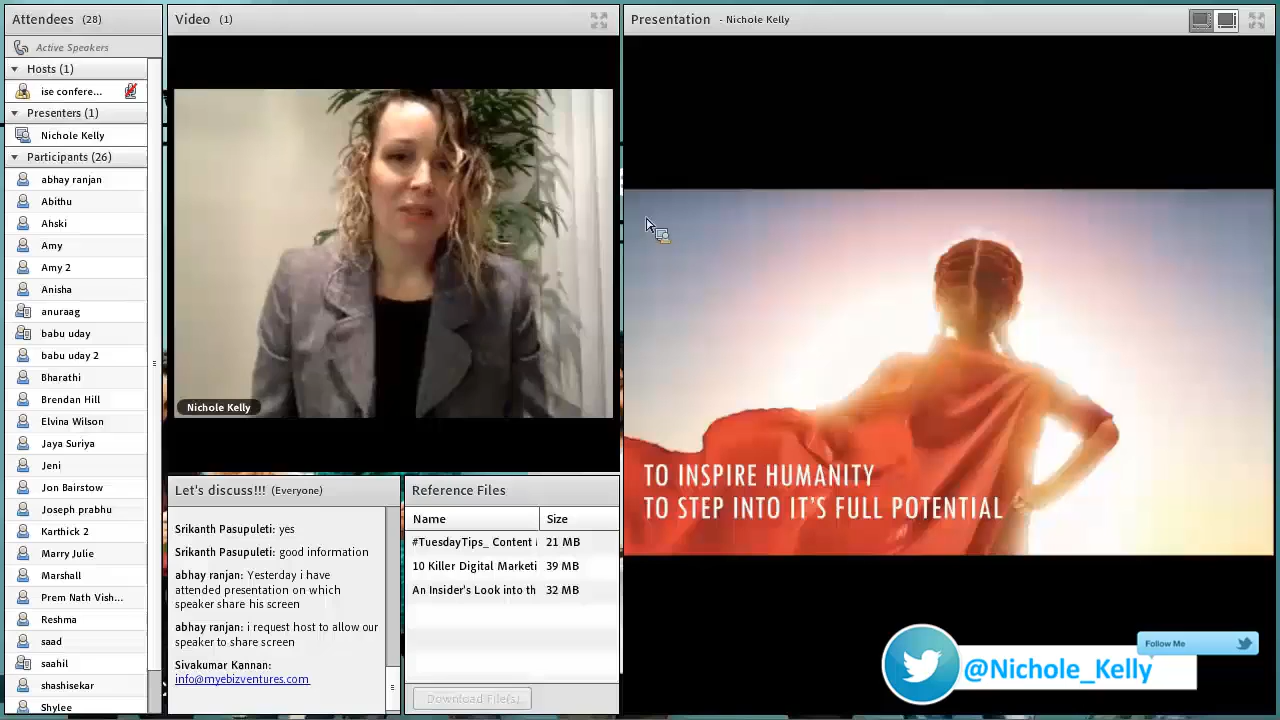 Attendees (28)
Active Speakers
Hosts (1)
ise confere...
Presenters (1)
Nichole Kelly
Participants (26)
abhay ranjan
Abithu
Ahski
Amy
Amy 2
Anisha
anuraag
babu uday
babu uday 2
Bharathi
Brendan Hill
Elvina Wilson
Jaya Suriya
Jeni
Jon Bairstow
Joseph prabhu
Karthick 2
Marry Julie
Marshall
Prem Nath Vish...
Reshma
saad
saahil
shashisekar
Shylee
Video (1)
Nichole Kelly
Let's discuss!!! (Everyone)
Srikanth Pasupuleti: yes
Srikanth Pasupuleti: good information
abhay ranjan: Yesterday i have
attended presentation on which
speaker share his screen
abhay ranjan: i request host to allow our
speaker to share screen
Sivakumar Kannan:
info@myebizventures.com
Reference Files
Name Size
#TuesdayTips_ Content 21 MB
10 Killer Digital Marketi 39 MB
An Insider's Look into th 32 MB
Download File(s)
Presentation - Nichole Kelly
TO INSPIRE HUMANITY
TO STEP INTO IT'S FULL POTENTIAL
Follow Me
@Nichole_Kelly